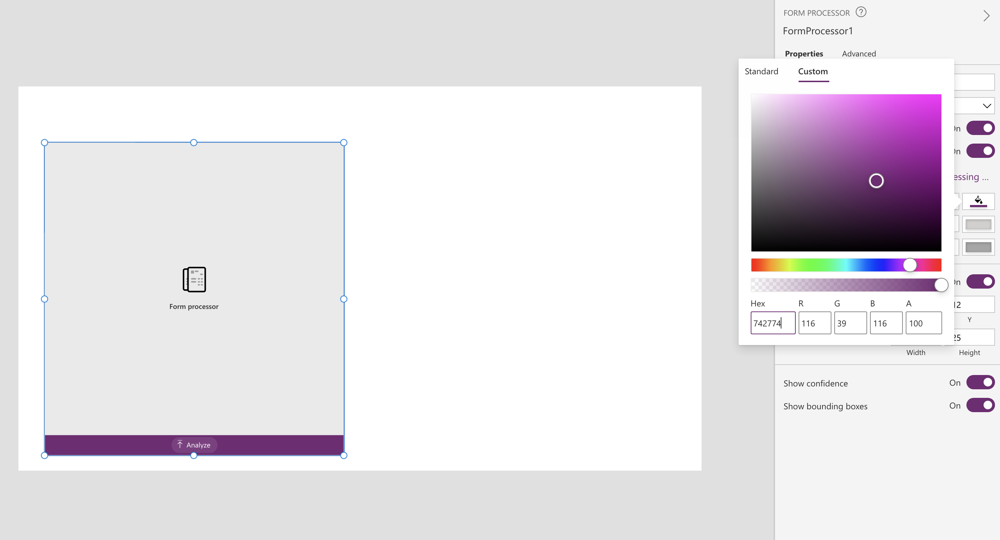 FORM PROCESSOR ?
FormProcessor1
Properties Advanced
Standard Custom
essing ...
Form processor
Hex R G B A
742774 116 39 116 100
12
Y
25
Width Height
Show confidence On
Show bounding boxes On
Analyze